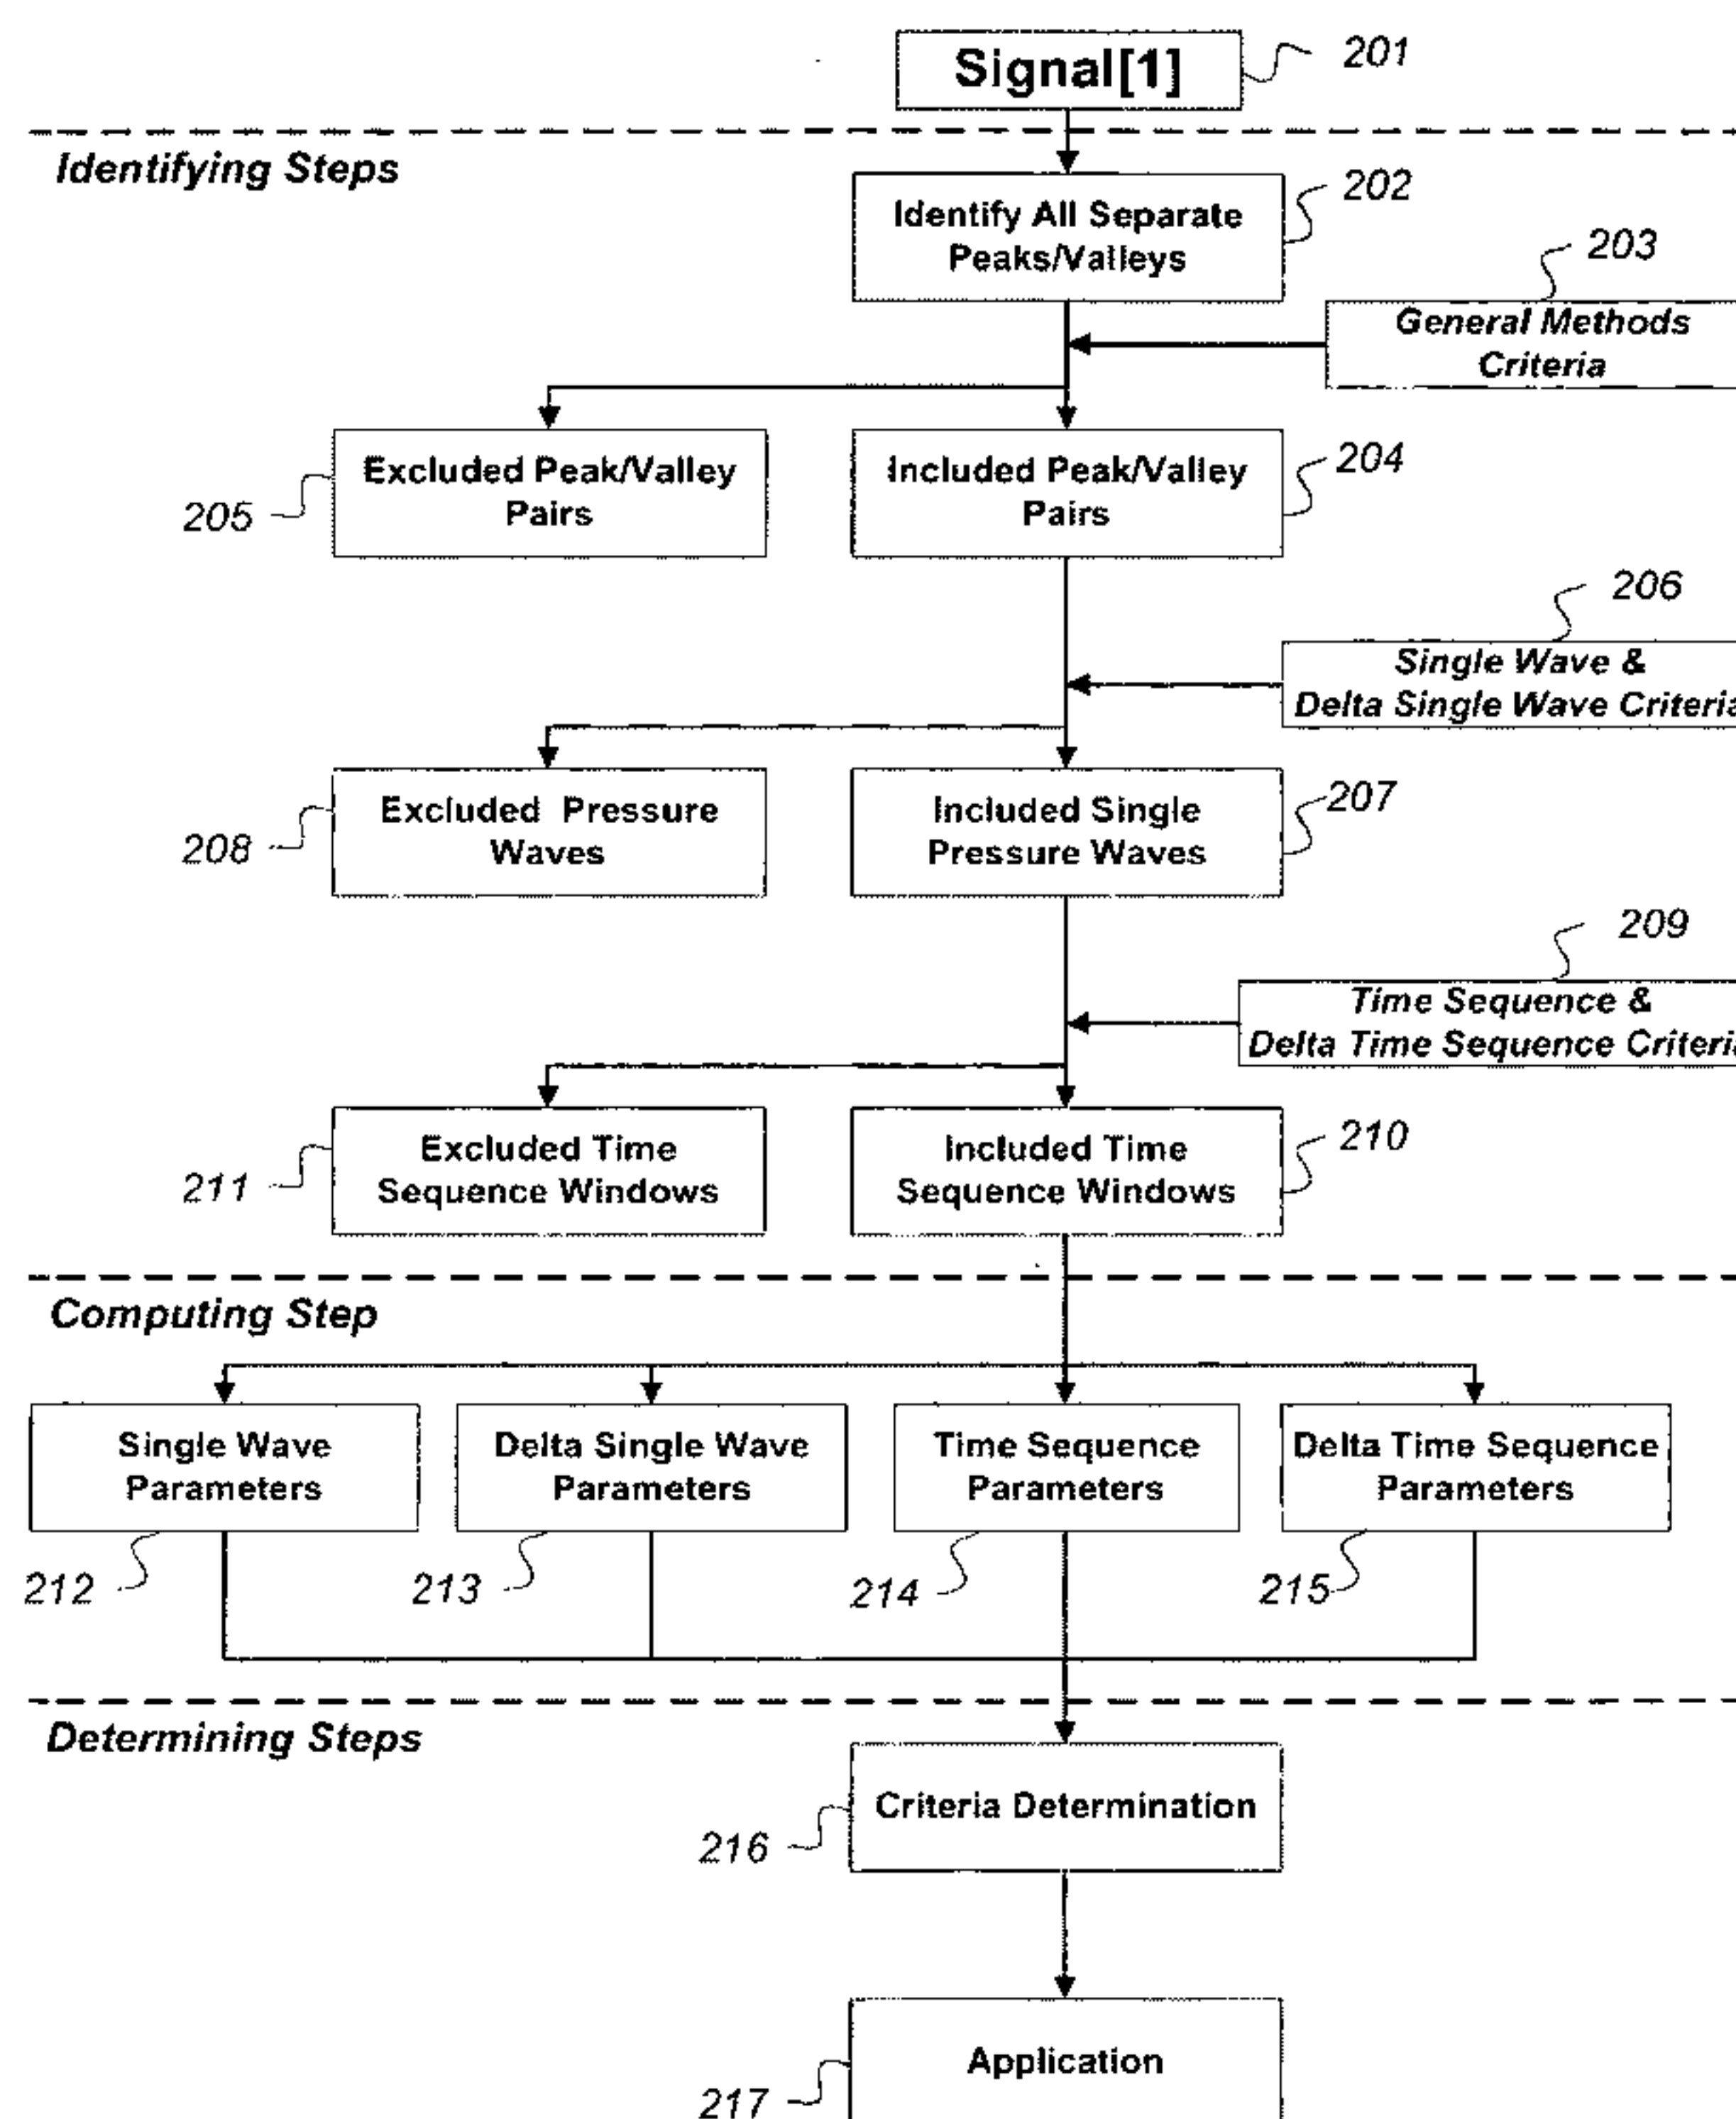 Signal[1]
201
Identifying Steps
202
Identify All Separate
Peaks/Valleys
203
General Methods
Criteria
Excluded Peak/Valley
Pairs
205
Included Peak/Valley
Pairs
204
206
Single Wave &
Delta Single Wave Criteria
Excluded Pressure
Waves
208
Included Single
Pressure Waves
207
209
Time Sequence &
Delta Time Sequence Criteri
Excluded Time
Sequence Windows
211
Included Time
Sequence Windows
210
Computing Step
Single Wave
Parameters
212
Delta Single Wave
Parameters
213
Time Sequence
Parameters
214
Delta Time Sequence
Parameters
215
Determining Steps
Criteria Determination
216
Application
217